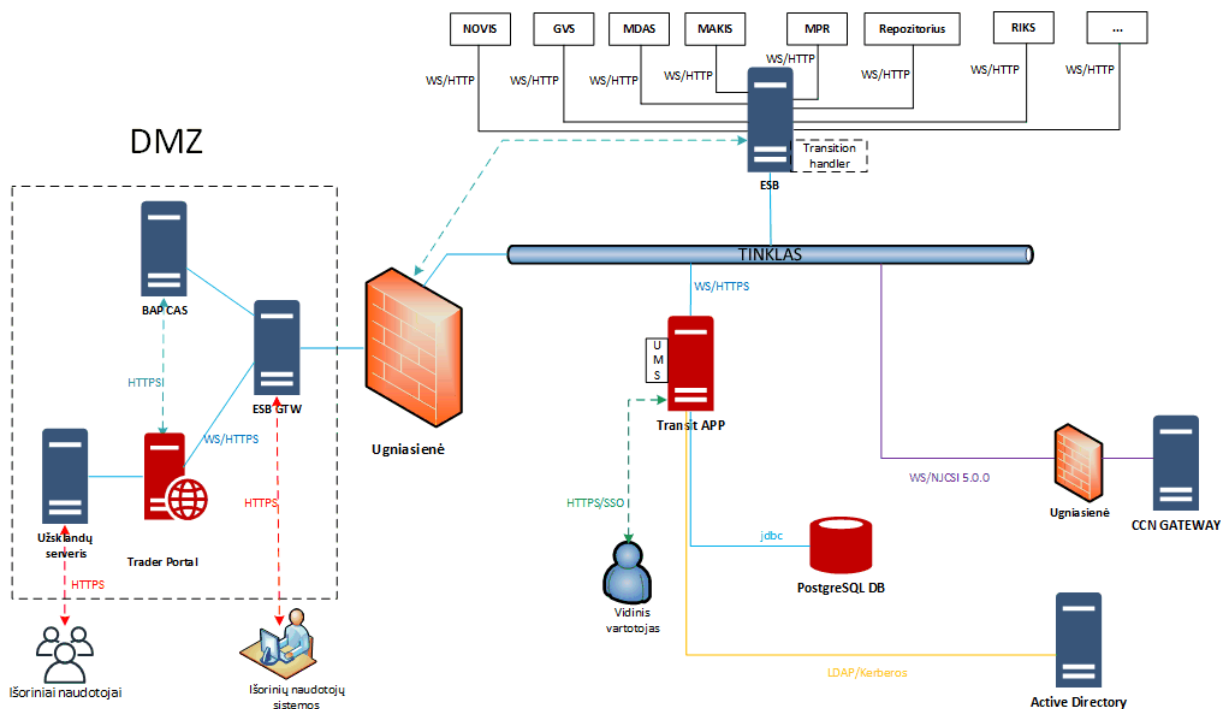 NOVIS
GVS
MDAS
MAKIS
MPR
Repozitorius
RIKS
...
WS/HTTP
WS/HTTP
WS/HTTP
WS/HTTP
WS/HTTP
WS/HTTP
WS/HTTP
WS/HTTP
DMZ
Transition
handler
ESB
TINKLAS
BAP CAS
WS/HTTPS
U
M
S
HTTPS
ESB GTW
Transit APP
WS/HTTPS
Ugniasienė
HTTPS
HTTPS/SSO
WS/NJCSI 5.0.0
Ugniasienė
CCN GATEWAY
Užsklandų
serveris
Trader Portal
jdbc
HTTPS
PostgreSQL DB
Vidinis
vartotojas
LDAP/Kerberos
Išoriniai naudotojai
Išorinių naudotojų
sistemos
Active Directory